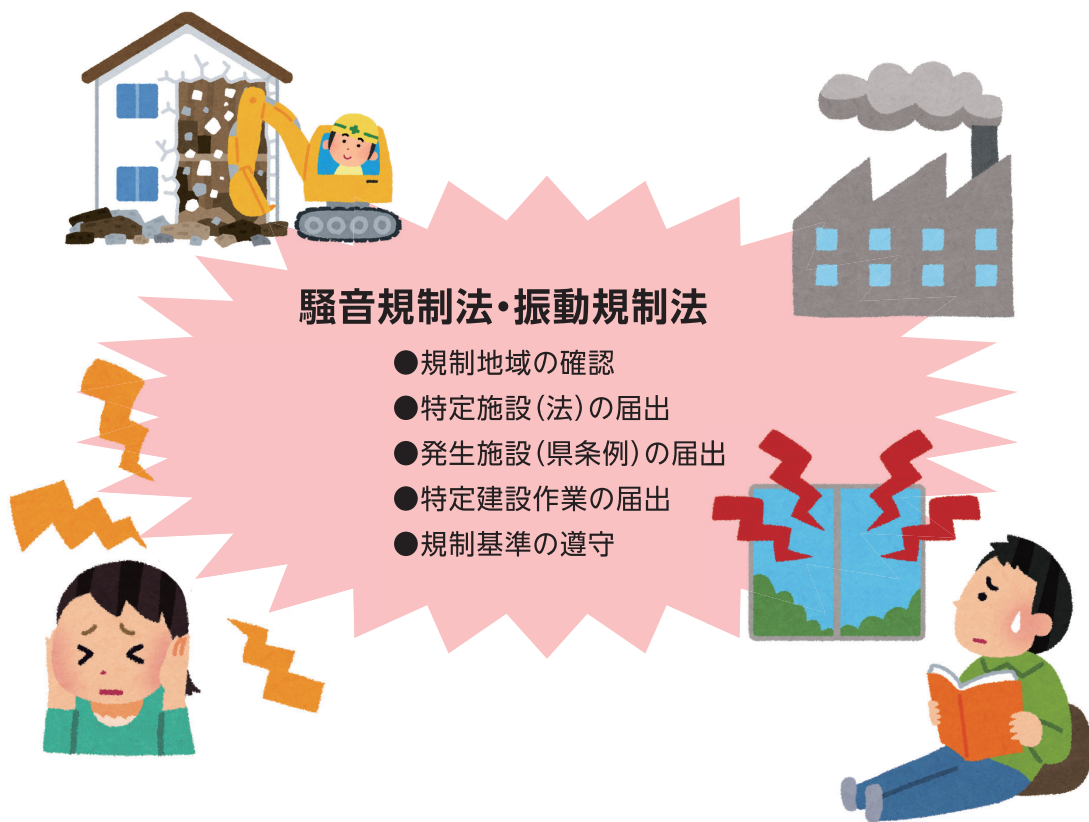 騒音規制法・振動規制法
●規制地域の確認
●特定施設(法)の届出
●発生施設(県条例)の届出
●特定建設作業の届出
●規制基準の遵守